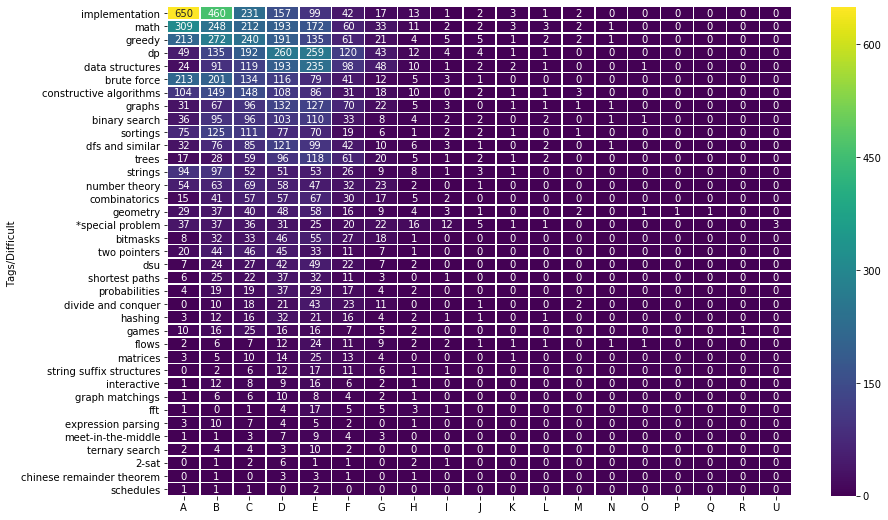 Tags/Difficult
implementation 650 460 231 157 99 42 17 13 1 2 3 1 2 0 0 0 0 0 0
math 309 248 212 193 172 60 33 11 2 2 3 3 2 1 0 0 0 0 0
greedy 213 272 240 191 135 61 21 4 5 5 1 2 2 1 0 0 0 0 0
dp 49 135 192 260 259 120 43 12 4 4 1 1 0 0 0 0 0 0 0
data structures 24 91 119 193 235 98 48 10 1 2 2 1 0 0 1 0 0 0 0
brute force 213 201 134 116 79 41 12 5 3 1 0 0 0 0 0 0 0 0 0
constructive algorithms 104 149 148 108 86 31 18 10 0 2 1 1 3 0 0 0 0 0 0
graphs 31 67 96 132 127 70 22 5 3 0 1 1 1 1 0 0 0 0 0
binary search 36 95 96 103 110 33 8 4 2 2 0 2 0 1 1 0 0 0 0
sortings 75 125 111 77 70 19 6 1 2 2 1 0 1 0 0 0 0 0 0
dfs and similar 32 76 85 121 99 42 10 6 3 1 0 2 0 1 0 0 0 0 0
trees 17 28 59 96 118 61 20 5 1 2 1 2 0 0 0 0 0 0 0
strings 94 97 52 51 53 26 9 8 1 3 1 0 0 0 0 0 0 0 0
number theory 54 63 69 58 47 32 23 2 0 1 0 0 0 0 0 0 0 0 0
combinatorics 15 41 57 57 67 30 17 5 2 0 0 0 0 0 0 0 0 0 0
geometry 29 37 40 48 58 16 9 4 3 1 0 0 2 0 1 1 1 0 0
*special problem 37 37 36 31 25 20 22 16 12 5 1 1 0 0 0 0 0 0 3
bitmasks 8 32 33 46 55 27 18 1 0 0 0 0 0 0 0 0 0 0 0
two pointers 20 44 46 45 33 11 7 1 0 0 0 0 0 0 0 0 0 0 0
dsu 7 24 27 42 49 22 7 2 0 0 0 0 0 0 0 0 0 0 0
shortest paths 6 25 22 37 32 11 3 0 1 0 0 0 0 0 0 0 0 0 0
probabilities 4 19 19 37 29 17 4 2 0 0 0 0 0 0 0 0 0 0 0
divide and conquer 0 10 18 21 43 23 11 0 0 1 0 0 2 0 0 0 0 0 0
hashing 3 12 16 32 21 16 4 2 1 1 0 1 0 0 0 0 0 0 0
games 10 16 25 16 16 7 5 2 0 0 0 0 0 0 0 0 0 1 0
flows 2 6 7 12 24 11 9 2 2 1 1 1 0 1 1 0 0 0 0
matrices 3 5 10 14 25 13 4 0 0 0 1 0 0 0 0 0 0 0 0
string suffix structures 0 2 6 12 17 11 6 1 1 0 0 0 0 0 0 0 0 0 0
interactive 1 12 8 9 16 6 2 1 0 0 0 0 0 0 0 0 0 0 0
graph matchings 1 6 6 10 8 4 2 1 0 0 0 0 0 0 0 0 0 0 0
fft 1 0 1 4 17 5 5 3 1 0 0 0 0 0 0 0 0 0 0
expression parsing 3 10 7 4 5 2 0 1 0 0 0 0 0 0 0 0 0 0 0
meet-in-the-middle 1 1 3 7 9 4 3 0 0 0 0 0 0 0 0 0 0 0 0
ternary search 2 4 4 3 10 2 0 0 0 0 0 0 0 0 0 0 0 0 0
2-sat 0 1 2 6 1 1 0 2 1 0 0 0 0 0 0 0 0 0 0
chinese remainder theorem 0 1 0 3 3 1 0 1 0 0 0 0 0 0 0 0 0 0 0
schedules 1 1 1 0 2 0 0 0 0 0 0 0 0 0 0 0 0 0 0
A B C D E F G H I J K L M N O P Q R U
600
450
300
150
0